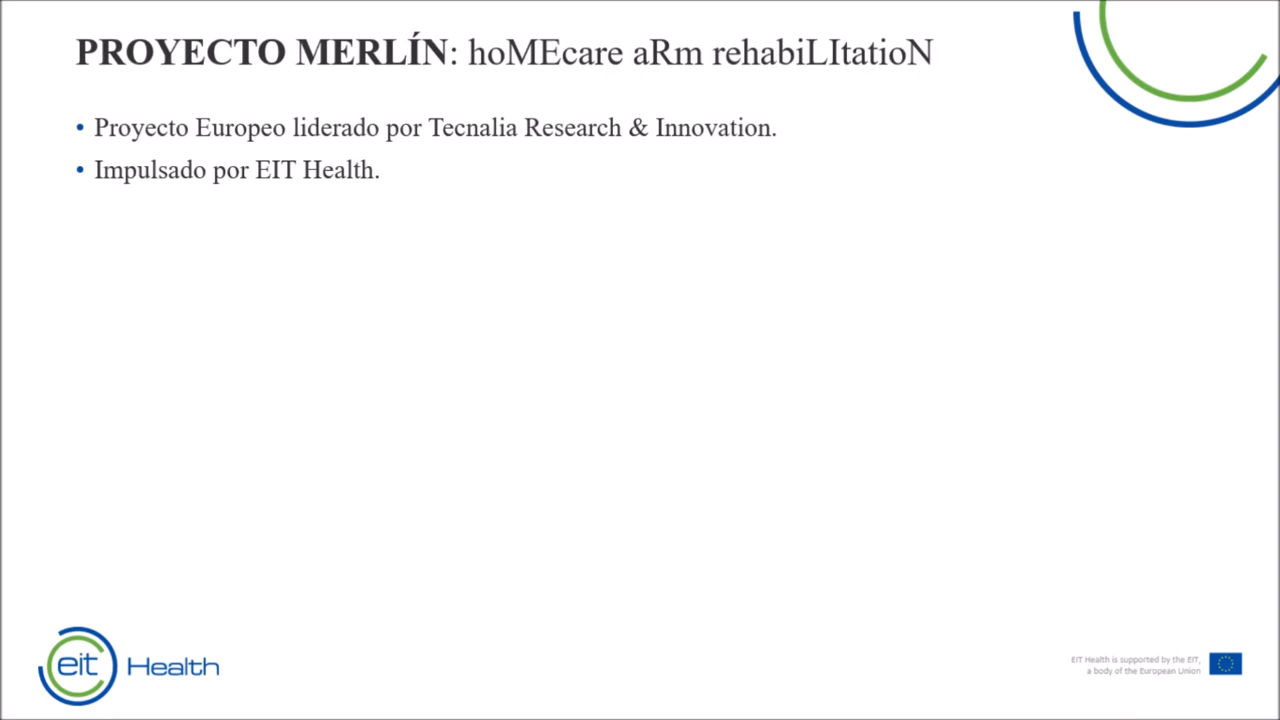 PROYECTO MERLÍN: hoMEcare aRm rehabiLItatioN
• Proyecto Europeo liderado por Tecnalia Research & Innovation.
• Impulsado por EIT Health.
eit Health
EIT Health is supported by the EIT,
a body of the European Union